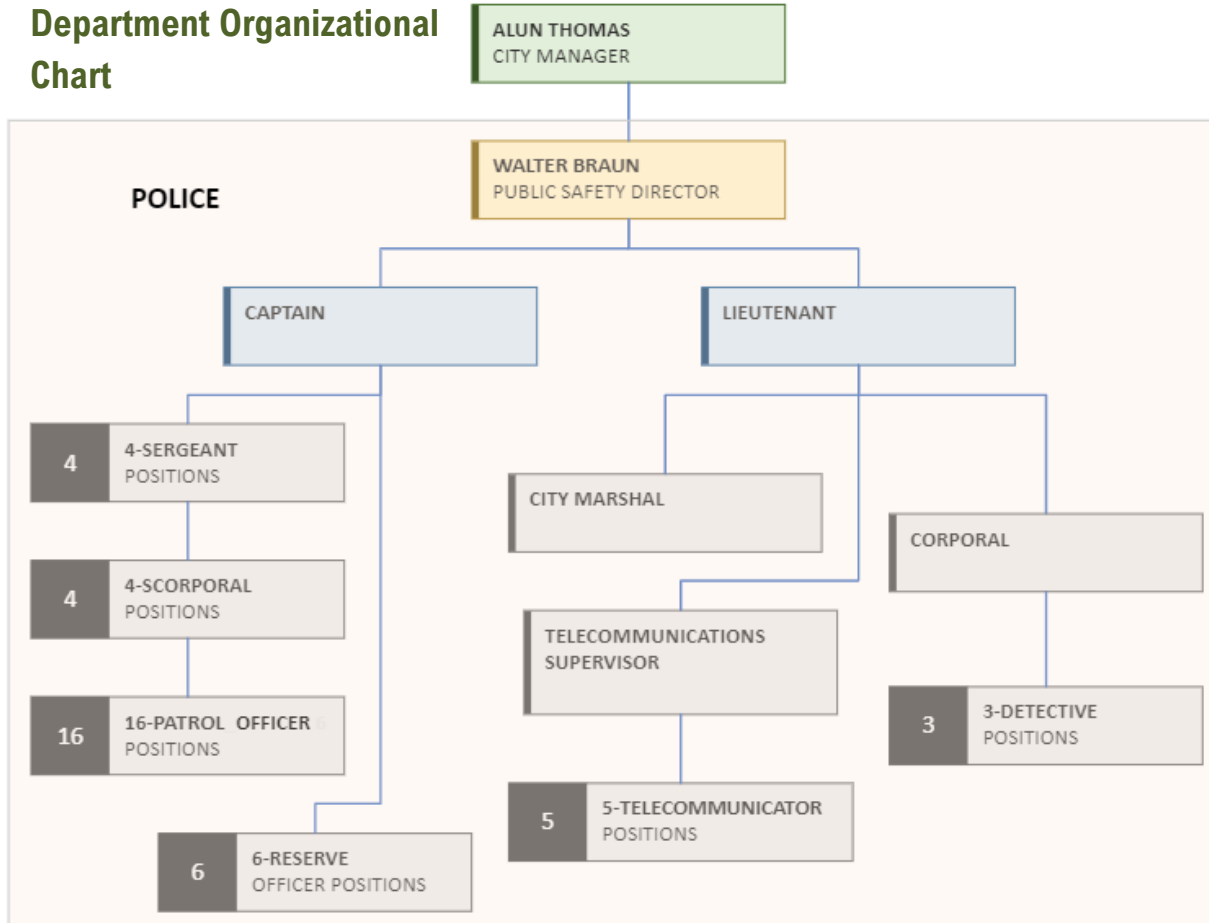 Department Organizational
Chart
ALUN THOMAS
CITY MANAGER
POLICE
WALTER BRAUN
PUBLIC SAFETY DIRECTOR
CAPTAIN
LIEUTENANT
4
4-SERGEANT
POSITIONS
4
4-SCORPORAL
POSITIONS
16
16-PATROL_OFFICER 6
POSITIONS
6
6-RESERVE
OFFICER POSITIONS
CITY MARSHAL
TELECOMMUNICATIONS
SUPERVISOR
5
5-TELECOMMUNICATOR
POSITIONS
CORPORAL
3
3-DETECTIVE
POSITIONS